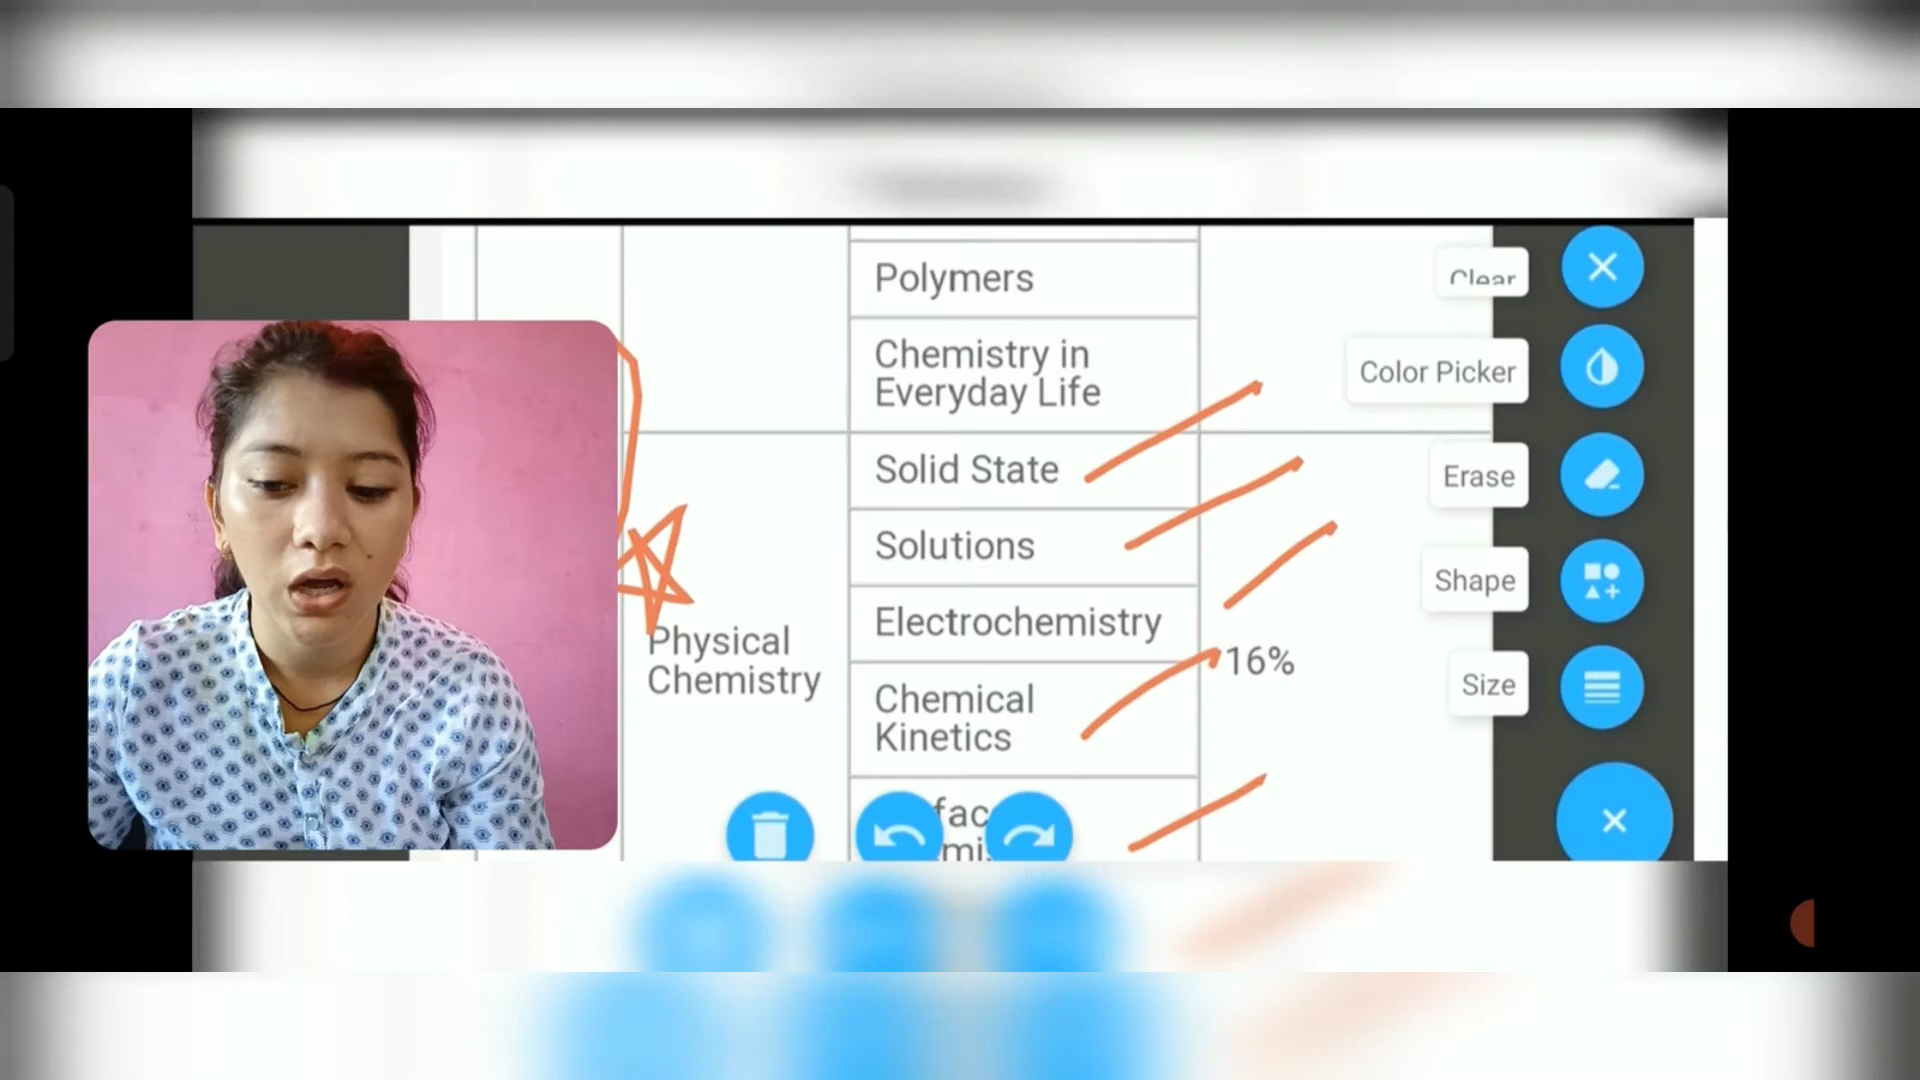 Polymers
Chemistry in
Everyday Life
Solid State
Solutions
Electrochemistry
Chemical
Kinetics
Physical
Chemistry
16%
Clear
Color Picker
Erase
Shape
Size